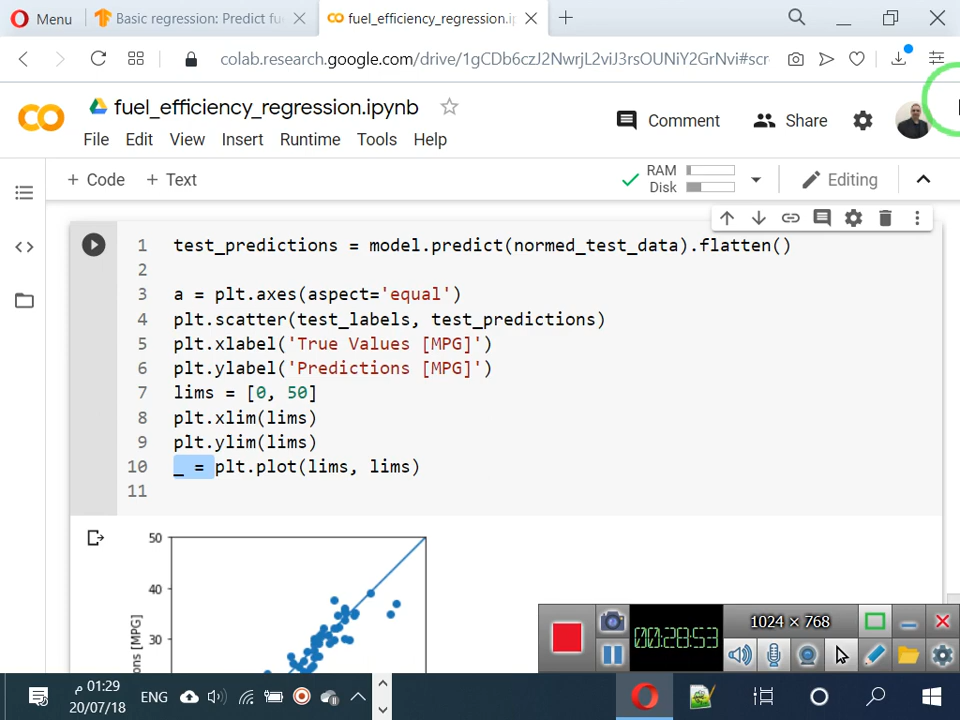 Menu
Basic regression: Predict fu
fuel_efficiency_regression.i
colab.research.google.com/drive/1gCDb6czJ2NwrjL2viJ3rsOUNiY2GrNvi#scr
fuel_efficiency_regression.ipynb
File Edit View Insert Runtime Tools Help
Comment
Share
+ Code + Text
RAM
Disk
Editing
1 test_predictions = model.predict(normed_test_data).flatten()
2
3 a = plt.axes(aspect='equal')
4 plt.scatter(test_labels, test_predictions)
5 plt.xlabel('True Values [MPG]')
6 plt.ylabel('Predictions [MPG]')
7 lims = [0, 50]
8 plt.xlim(lims)
9 plt.ylim(lims)
10 _ = plt.plot(lims, lims)
11
50
40
30
ons [MPG]
00:28:53
1024 × 768
01:29 م
20/07/18
ENG